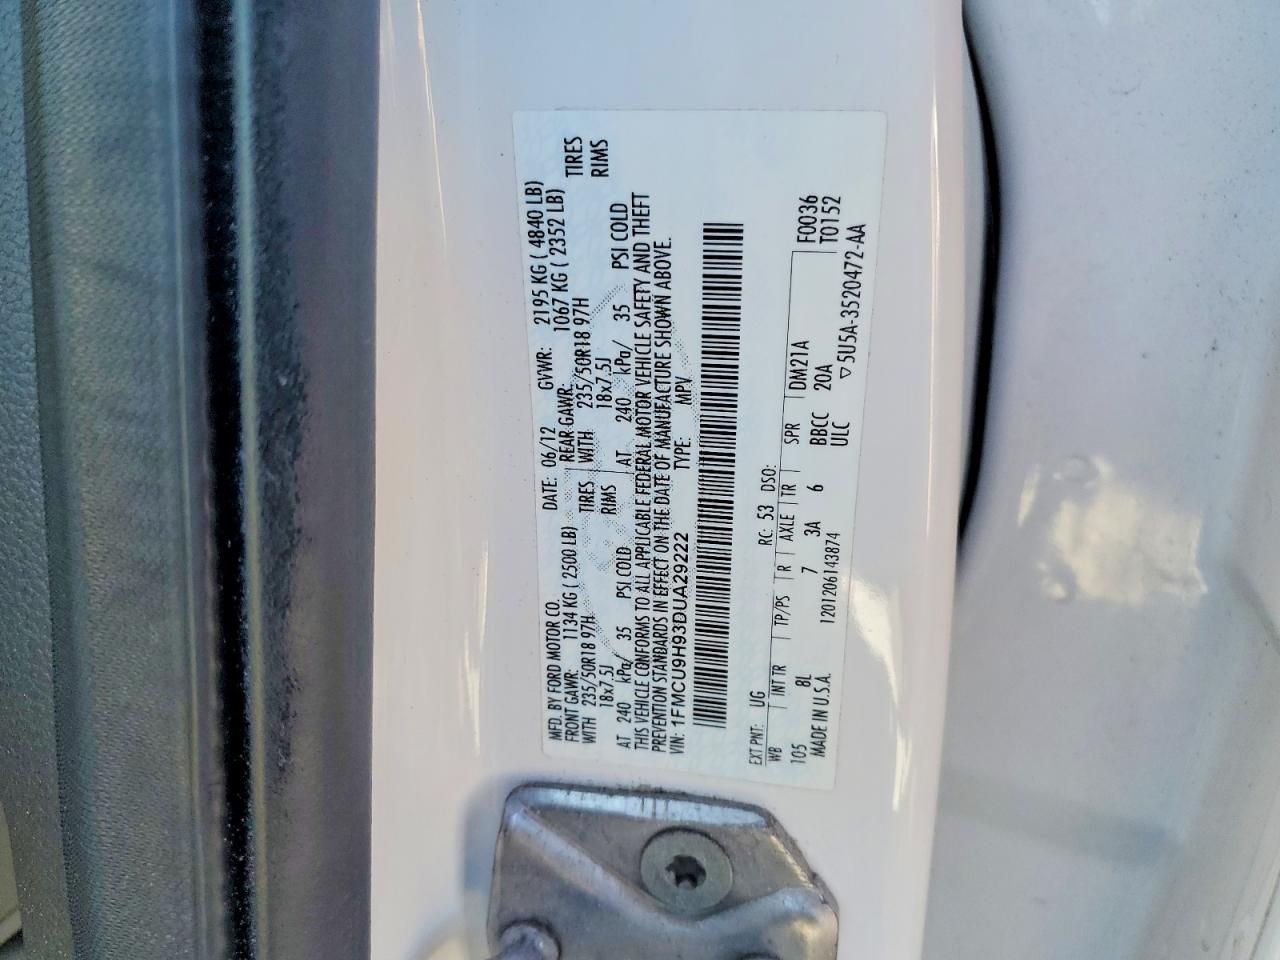 MFD. BY FORD MOTOR CO. DATE: 06/12 GVWR: 2195 KG ( 4840 LB)
FRONT GAWR: 1134 KG ( 2500 LB) REAR GAWR: 1067 KG ( 2352 LB)
WITH 235/50R18 97H TIRES WITH 235/50R18 97H TIRES
18x7.5J RIMS 18x7.5J RIMS
AT 240 kPa/ 35 PSI COLD AT 240 kPa/ 35 PSI COLD
THIS VEHICLE CONFORMS TO ALL APPLICABLE FEDERAL MOTOR VEHICLE SAFETY AND THEFT
PREVENTION STANDARDS IN EFFECT ON THE DATE OF MANUFACTURE SHOWN ABOVE.
VIN: 1FMCU9H93DUA29222 TYPE: MPV
EXT PNT: UG RC: 53 DSO:
WB INT TR TP/PS R AXLE TR SPR DM21A F0036
105 8L 7 3A 6 BBCC 20A T0152
MADE IN U.S.A. 1201206143874 ULC ▽5U5A-3520472-AA